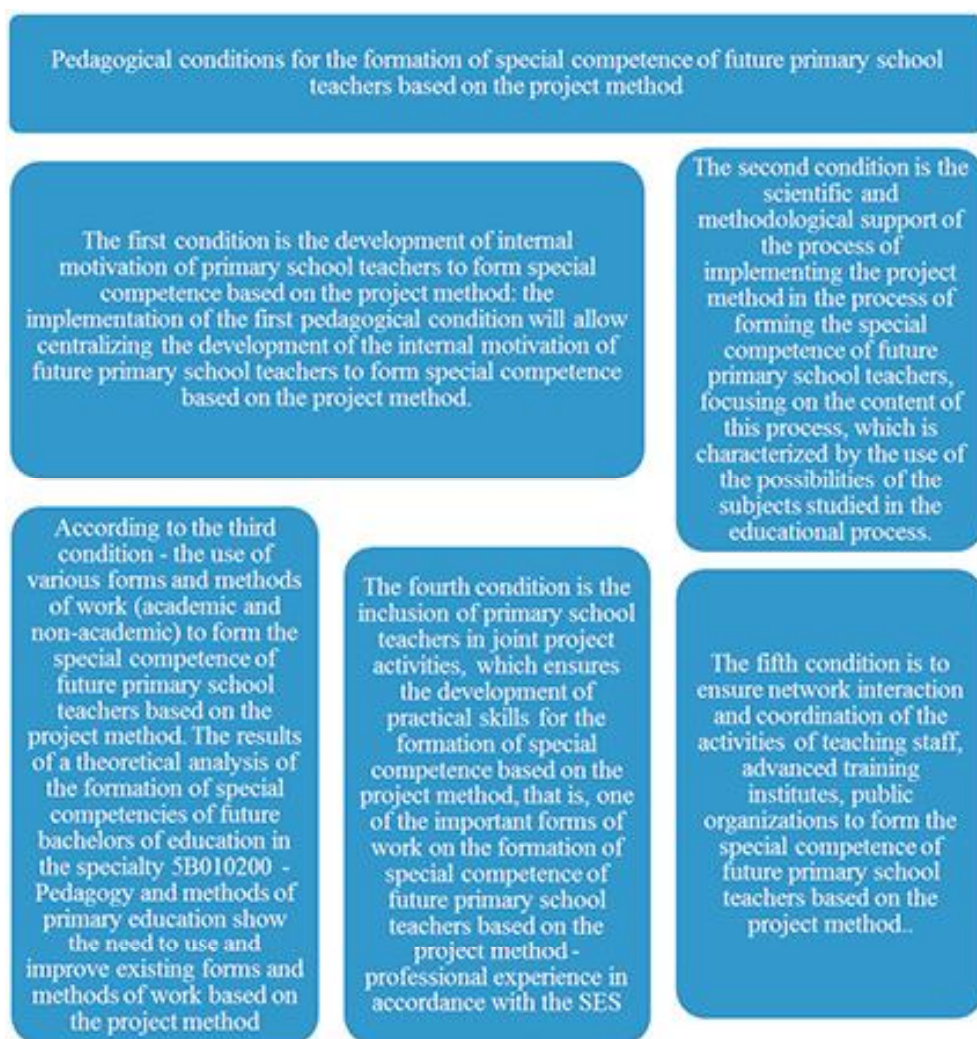 Pedagogical conditions for the formation of special competence of future primary school
teachers based on the project method
The first condition is the development of internal
motivation of primary school teachers to form special
competence based on the project method: the
implementation of the first pedagogical condition will allow
centralizing the development of the internal motivation of
future primary school teachers to form special competence
based on the project method.
The second condition is the
scientific and
methodological support of
the process of
implementing the project
method in the process of
forming the special
competence of future
primary school teachers,
focusing on the content of
this process, which is
characterized by the use of
the possibilities of the
subjects studied in the
educational process.
According to the third
condition - the use of
various forms and methods
of work (academic and
non-academic) to form the
special competence of
future primary school
teachers based on the
project method. The results
of a theoretical analysis of
the formation of special
competencies of future
bachelors of education in
the specialty 5B010200 -
Pedagogy and methods of
primary education show
the need to use and
improve existing forms and
methods of work based on
the project method
The fourth condition is the
inclusion of primary school
teachers in joint project
activities, which ensures
the development of
practical skills for the
formation of special
competence based on the
project method, that is, one
of the important forms of
work on the formation of
special competence of
future primary school
teachers based on the
project method -
professional experience in
accordance with the SES
The fifth condition is to
ensure network interaction
and coordination of the
activities of teaching staff,
advanced training
institutes, public
organizations to form the
special competence of
future primary school
teachers based on the
project method..